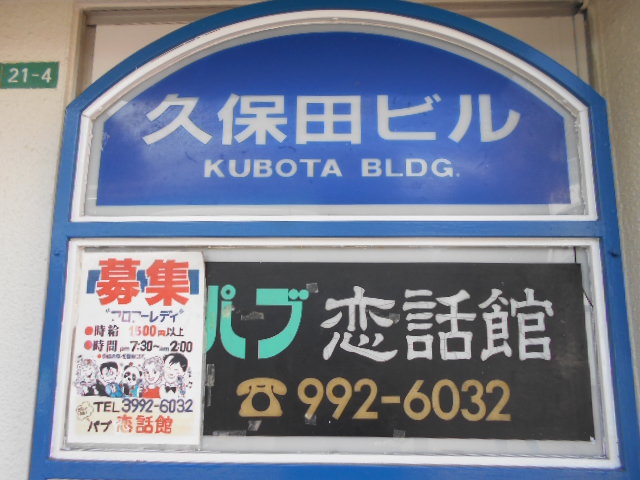 21-4
久保田ビル
KUBOTA BLDG.
募集
"フロアーレディ"
●時給 1500円以上
●時間 pm7:30〜am2:00
TEL 3992-6032
パブ 恋話館
パブ 恋話館
☎992-6032